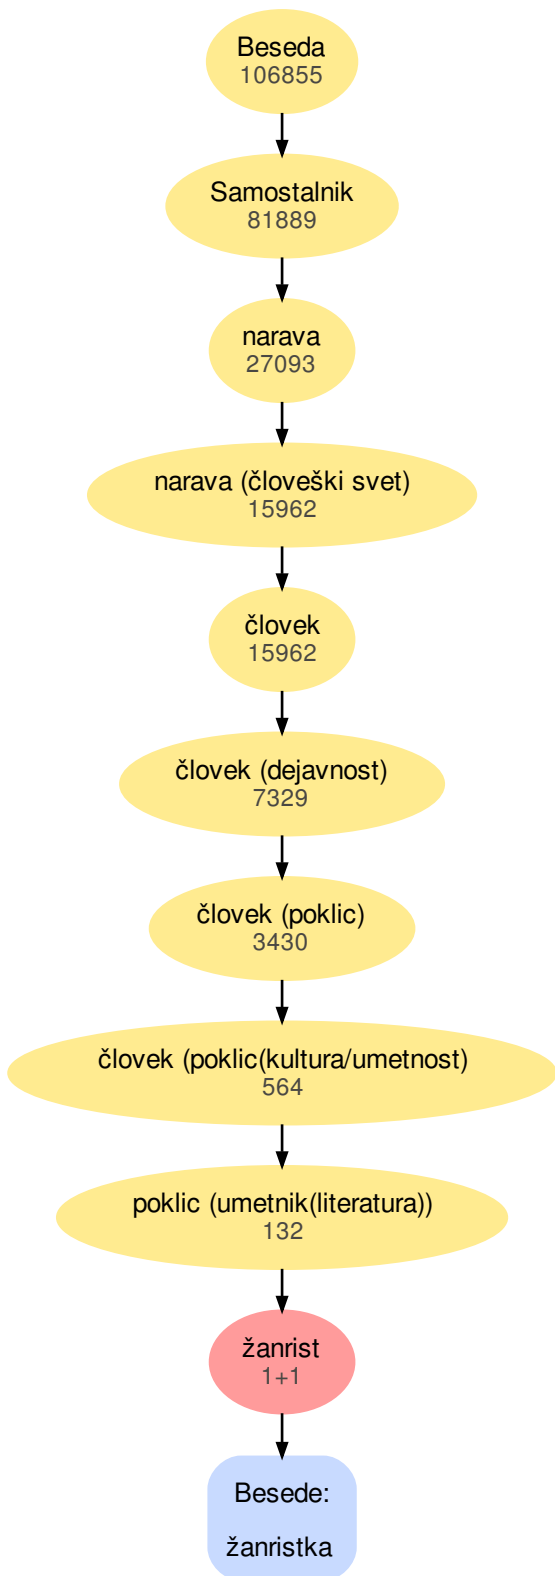 Beseda
106855
Samostalnik
81889
narava
27093
narava (človeški svet)
15962
človek
15962
človek (dejavnost)
7329
človek (poklic)
3430
človek (poklic(kultura/umetnost)
564
poklic (umetnik(literatura))
132
žanrist
1+1
Besede:
žanristka